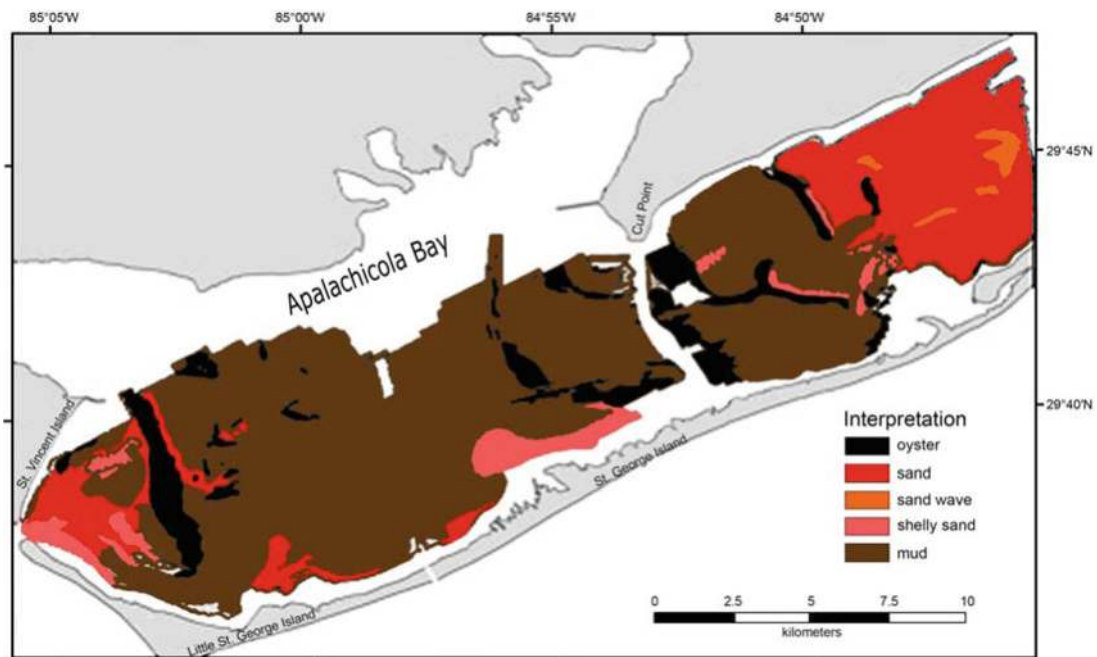 85°05'W
85°00'W
84°55'W
84°50'W
29°45'N
Cut Point
Apalachicola Bay
29°40'N
St. Vincent Island
St. George Island
Little St. George Island
Interpretation
oyster
sand
sand wave
shelly sand
mud
0 2.5 5 7.5 10
kilometers